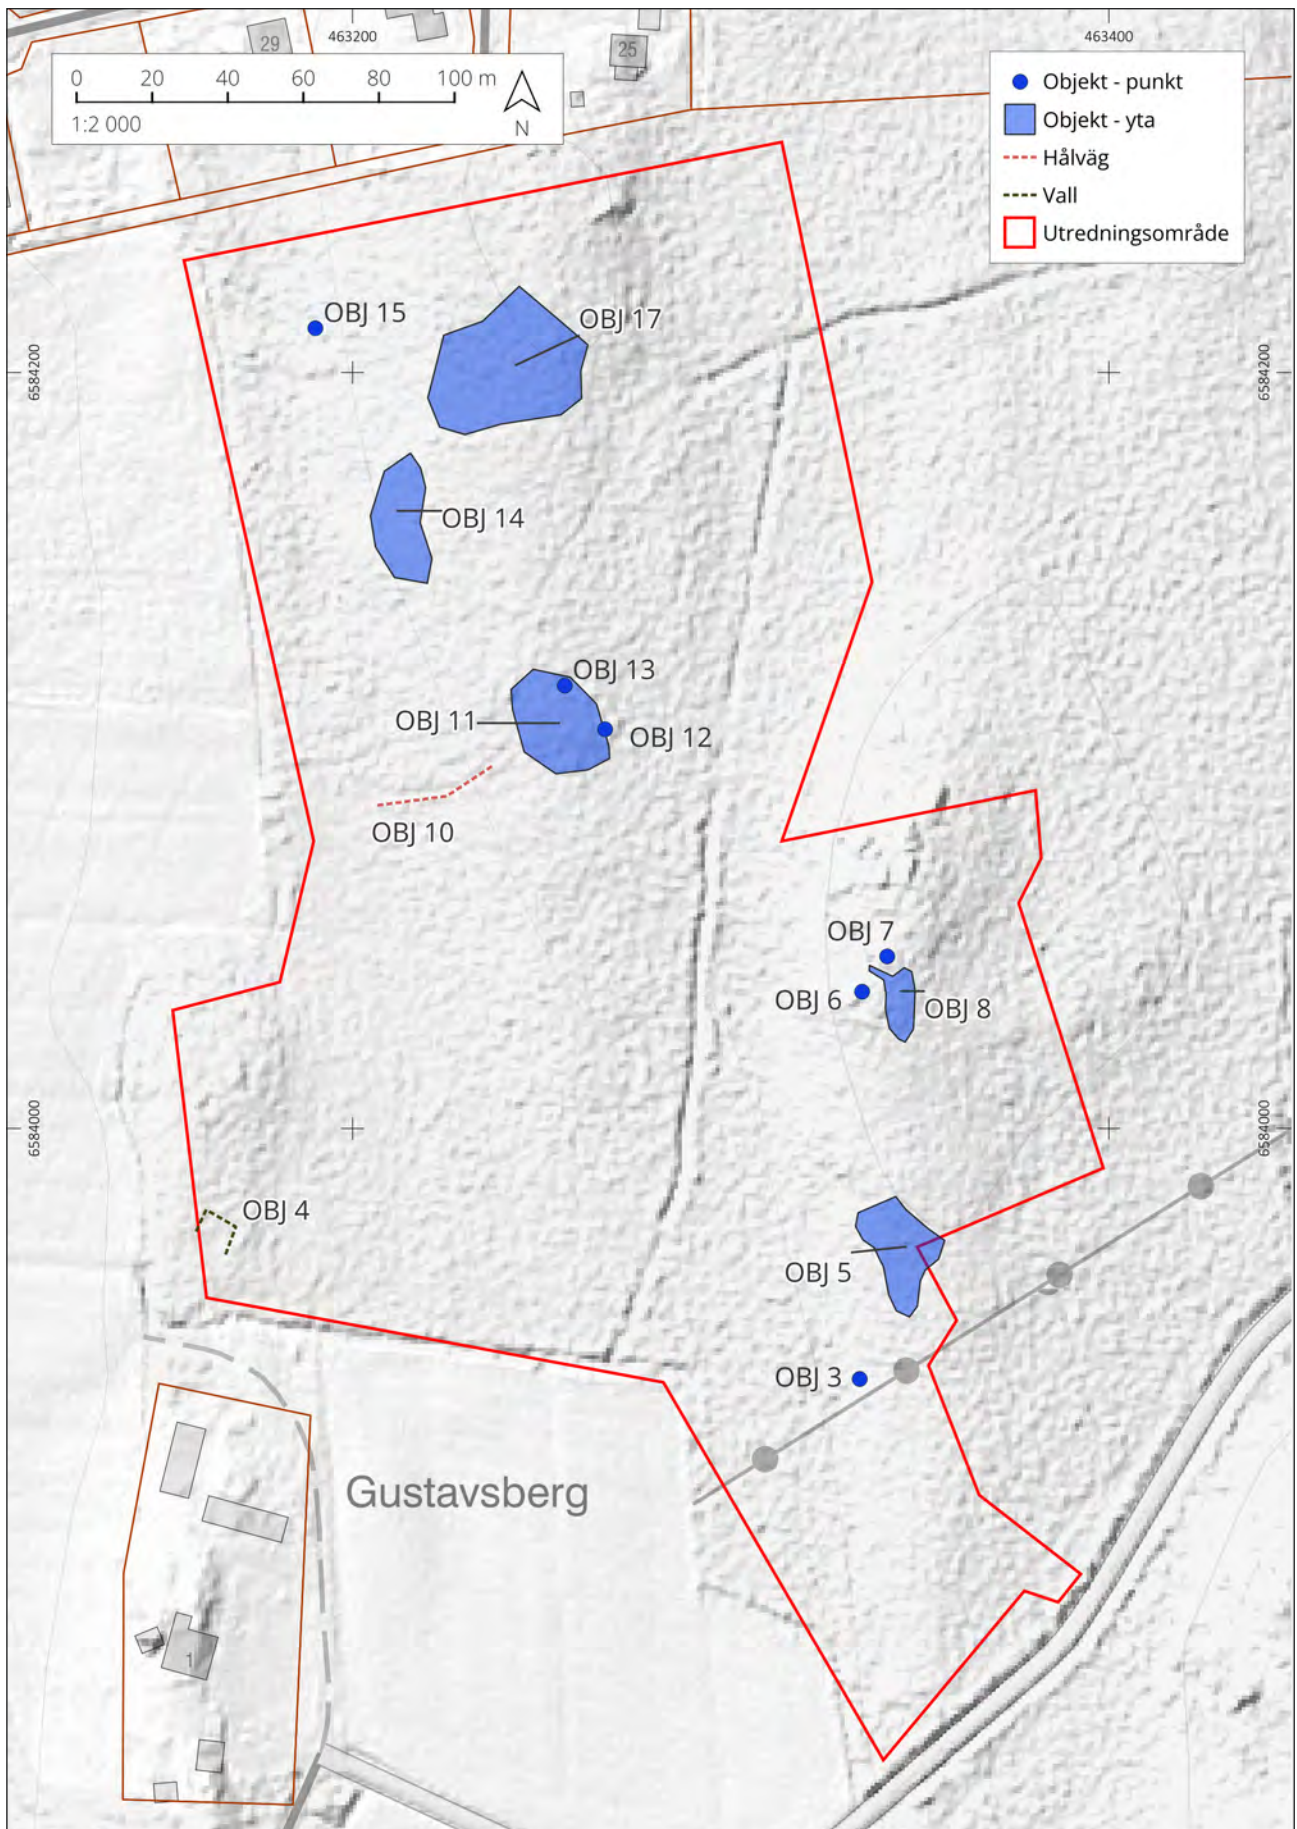 29
463200
25
463400
0 20 40 60 80 100 m
1:2 000
N
Objekt - punkt
Objekt - yta
Hålväg
Vall
Utredningsområde
OBJ 15
OBJ 17
6584200
6584200
OBJ 14
OBJ 13
OBJ 11
OBJ 12
OBJ 10
OBJ 7
OBJ 6
OBJ 8
6584000
6584000
OBJ 4
OBJ 5
OBJ 3
Gustavsberg
1